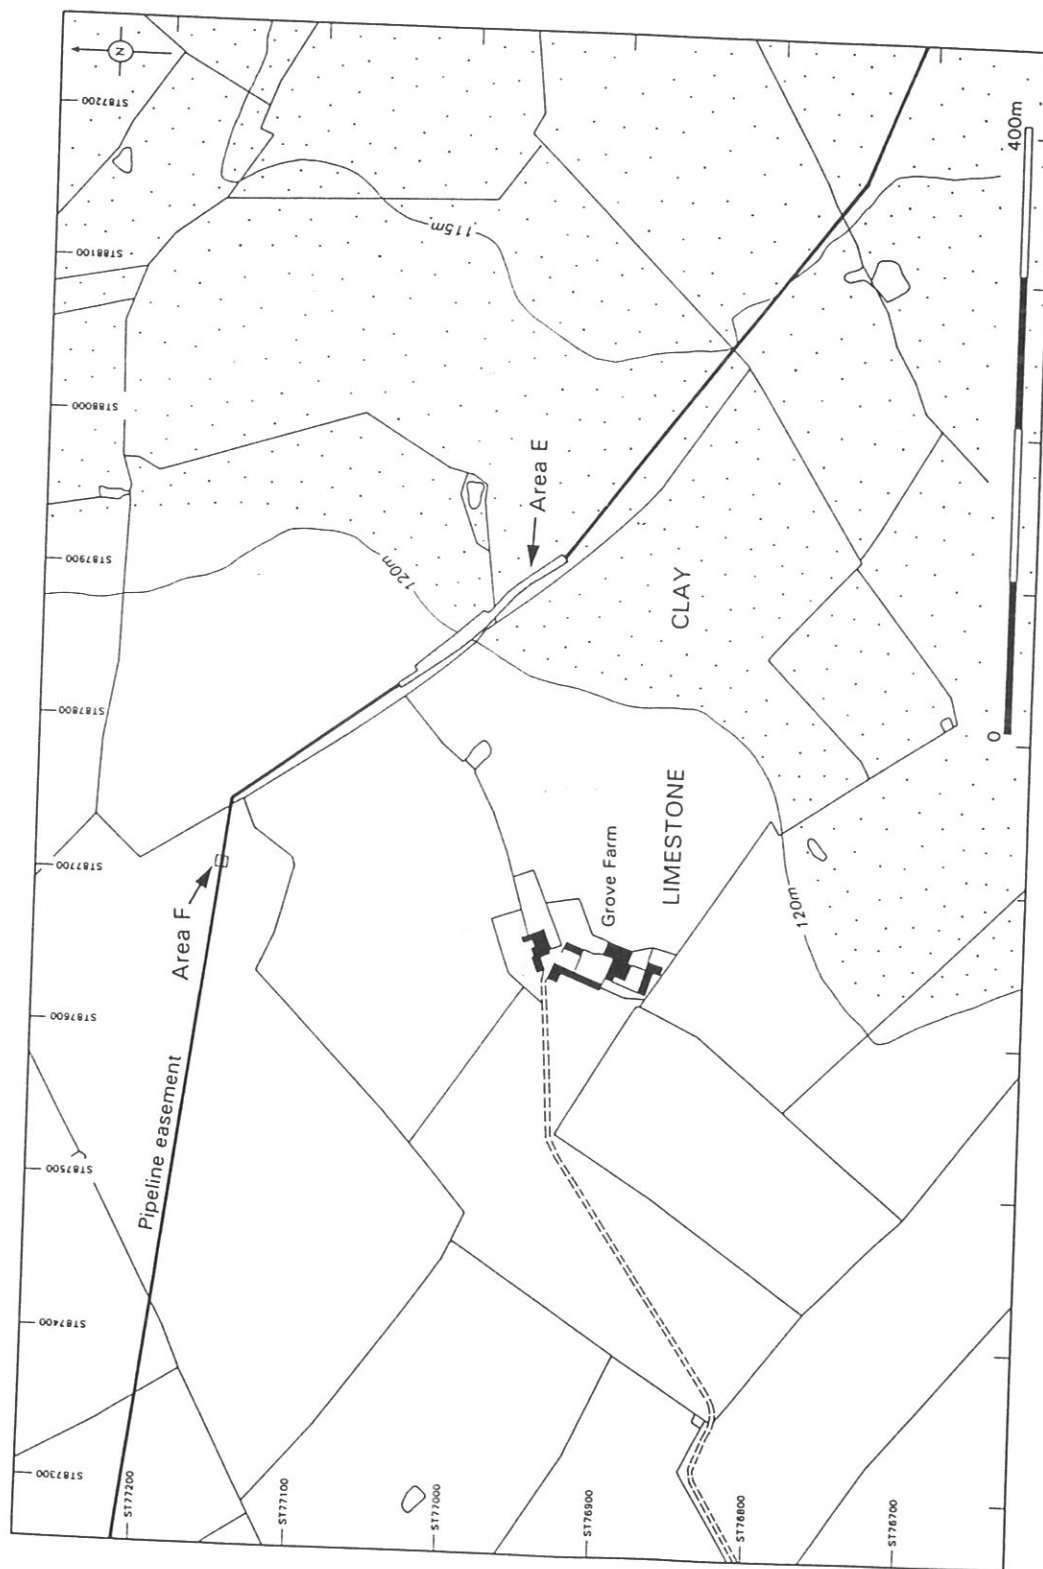 N
ST87200
ST88100
ST88000
ST87900
ST87800
ST87700
ST87600
ST87500
ST87400
ST87300
ST77200
ST77100
ST77000
ST76900
ST76800
ST76700
115m
120m
120m
Area E
Area F
CLAY
LIMESTONE
Grove Farm
Pipeline easement
0
400m